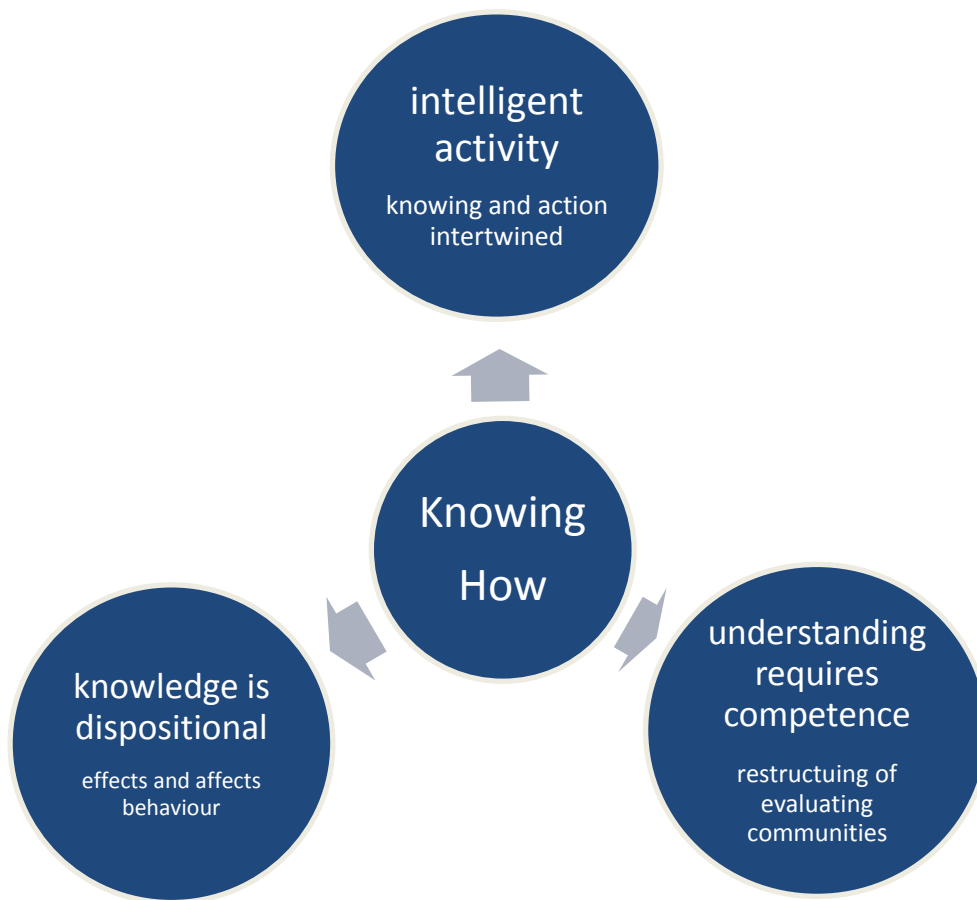 intelligent
activity
knowing and action
intertwined
Knowing
How
knowledge is
dispositional
effects and affects
behaviour
understanding
requires
competence
restructuing of
evaluating
communities